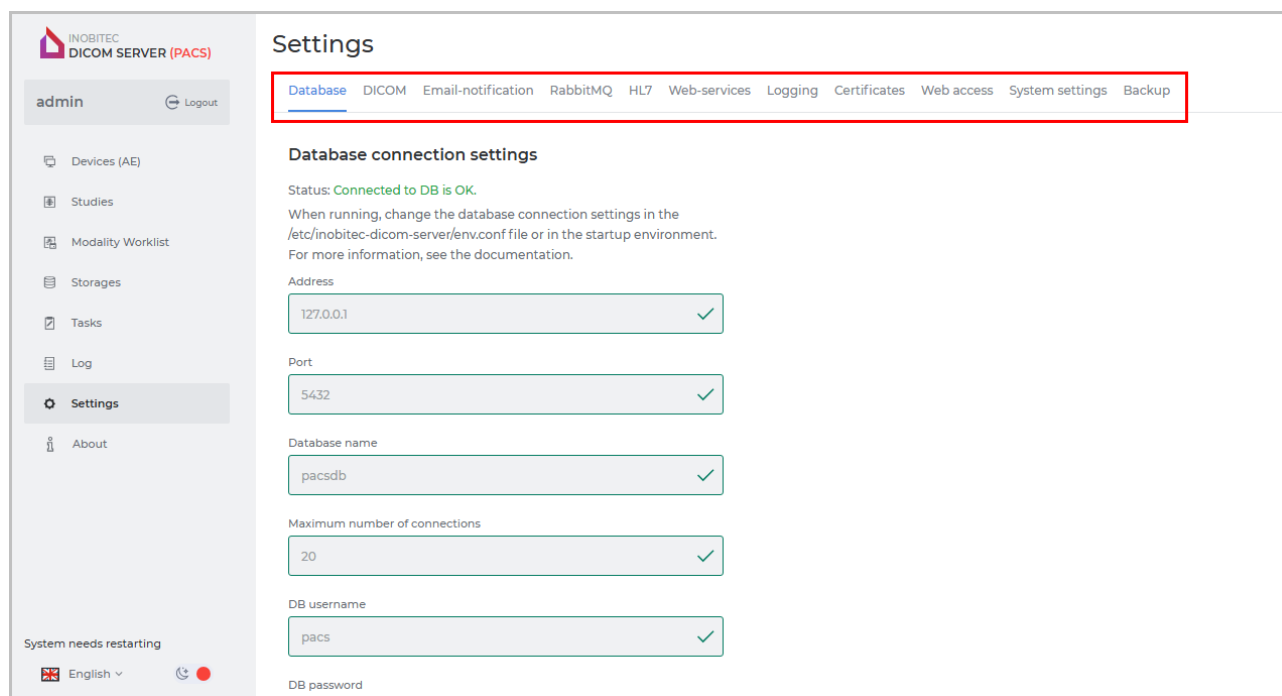 INOBITEC
DICOM SERVER (PACS)
admin
Logout
Devices (AE)
Studies
Modality Worklist
Storages
Tasks
Log
Settings
About
System needs restarting
English
Settings
Database DICOM Email-notification RabbitMQ HL7 Web-services Logging Certificates Web access System settings Backup
Database connection settings
Status: Connected to DB is OK.
When running, change the database connection settings in the
/etc/inobitec-dicom-server/env.conf file or in the startup environment.
For more information, see the documentation.
Address
127.0.0.1
Port
5432
Database name
pacsdb
Maximum number of connections
20
DB username
pacs
DB password